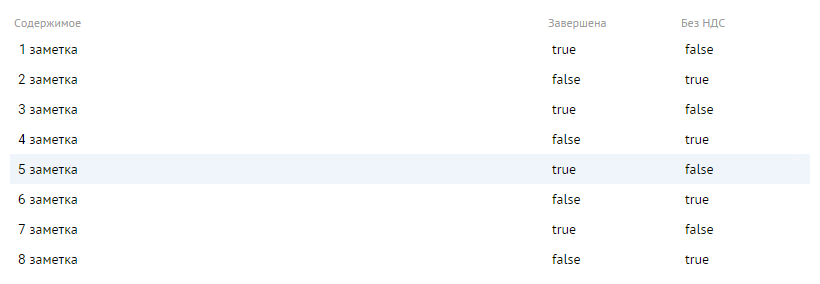 Содержимое Завершена Без НДС
1 заметка true false
2 заметка false true
3 заметка true false
4 заметка false true
5 заметка true false
6 заметка false true
7 заметка true false
8 заметка false true